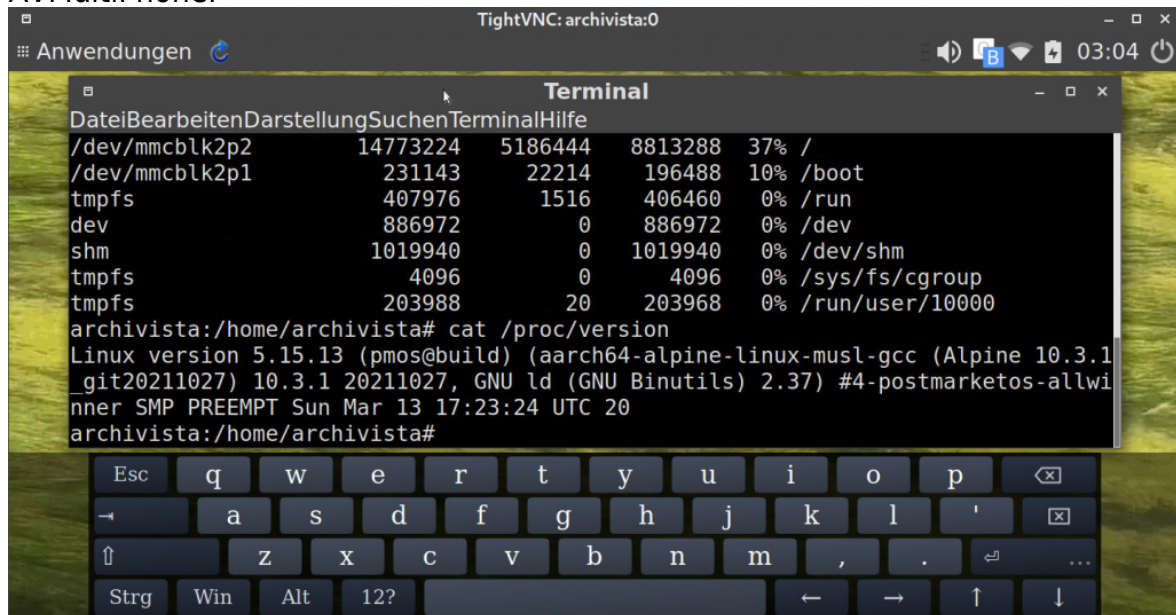 TightVNC: archivista:0
Anwendungen 03:04
Terminal
DateiBearbeitenDarstellungSuchenTerminalHilfe
/dev/mmcblk2p2 14773224 5186444 8813288 37% /
/dev/mmcblk2p1 231143 22214 196488 10% /boot
tmpfs 407976 1516 406460 0% /run
dev 886972 0 886972 0% /dev
shm 1019940 0 1019940 0% /dev/shm
tmpfs 4096 0 4096 0% /sys/fs/cgroup
tmpfs 203988 20 203968 0% /run/user/10000
archivista:/home/archivista# cat /proc/version
Linux version 5.15.13 (pmos@build) (aarch64-alpine-linux-musl-gcc (Alpine 10.3.1
_git20211027) 10.3.1 20211027, GNU ld (GNU Binutils) 2.37) #4-postmarketos-allwi
nner SMP PREEMPT Sun Mar 13 17:23:24 UTC 20
archivista:/home/archivista#
Esc q w e r t y u i o p
a s d f g h j k l '
z x c v b n m , . ...
Strg Win Alt 12? ← → ↑ ↓